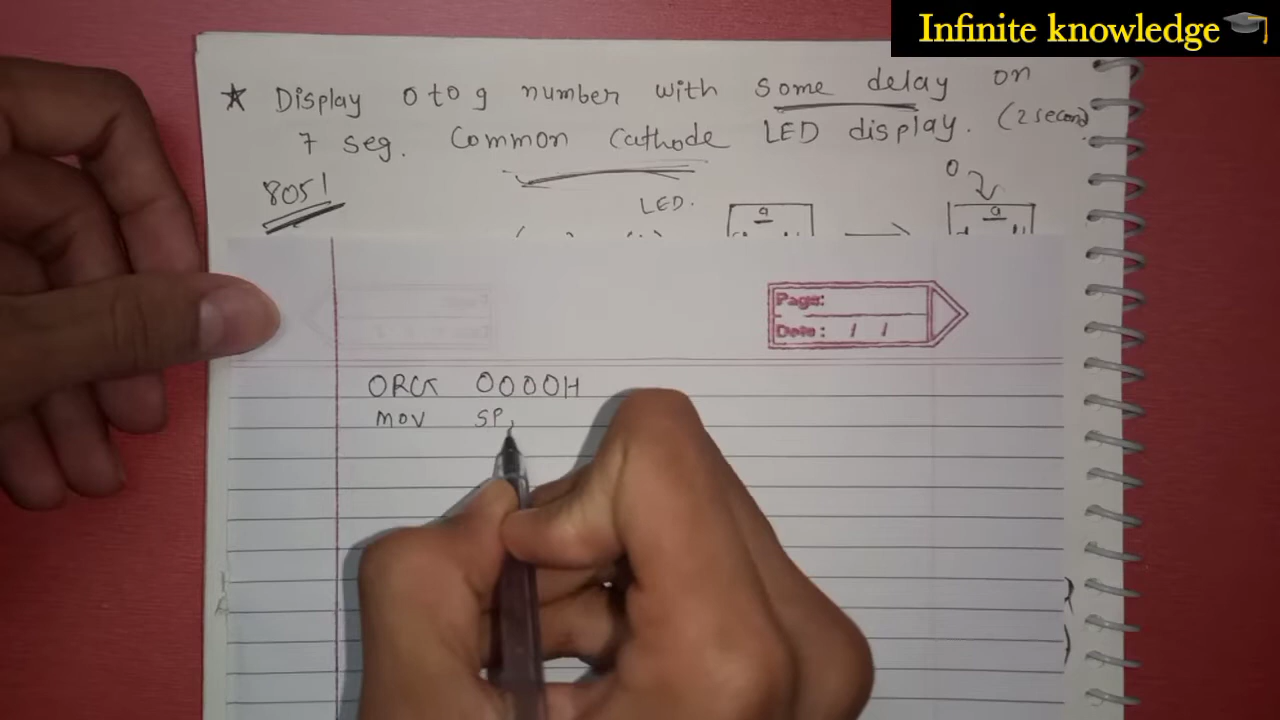 Infinite knowledge
★ Display 0 to 9 number with some delay on
7 seg. Common Cathode LED display. (2 second)
8051
LED.
0
a
a
Page:
Date: / /
ORG 0000H
MOV SP,